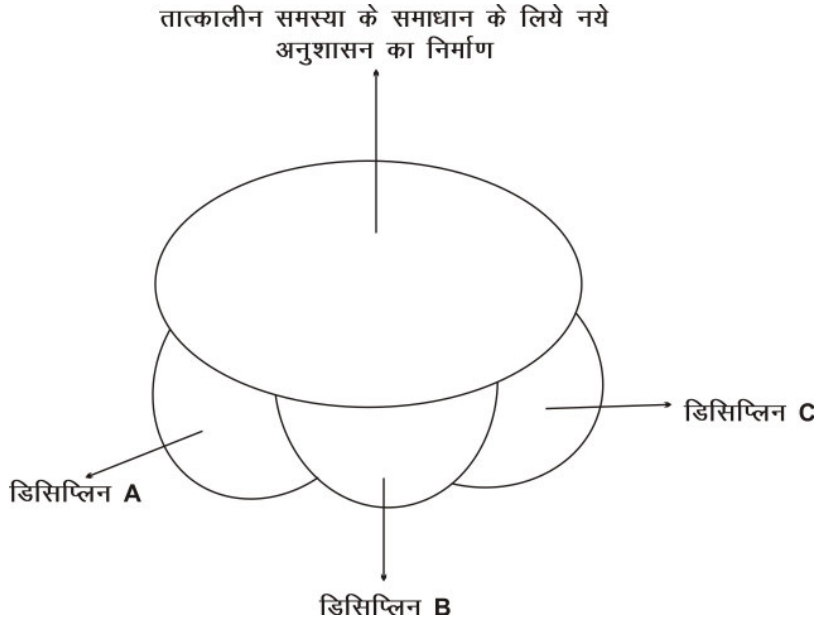 तात्कालीन समस्या के समाधान के लिये नये
अनुशासन का निर्माण
डिसिप्लिन C
डिसिप्लिन A
डिसिप्लिन B